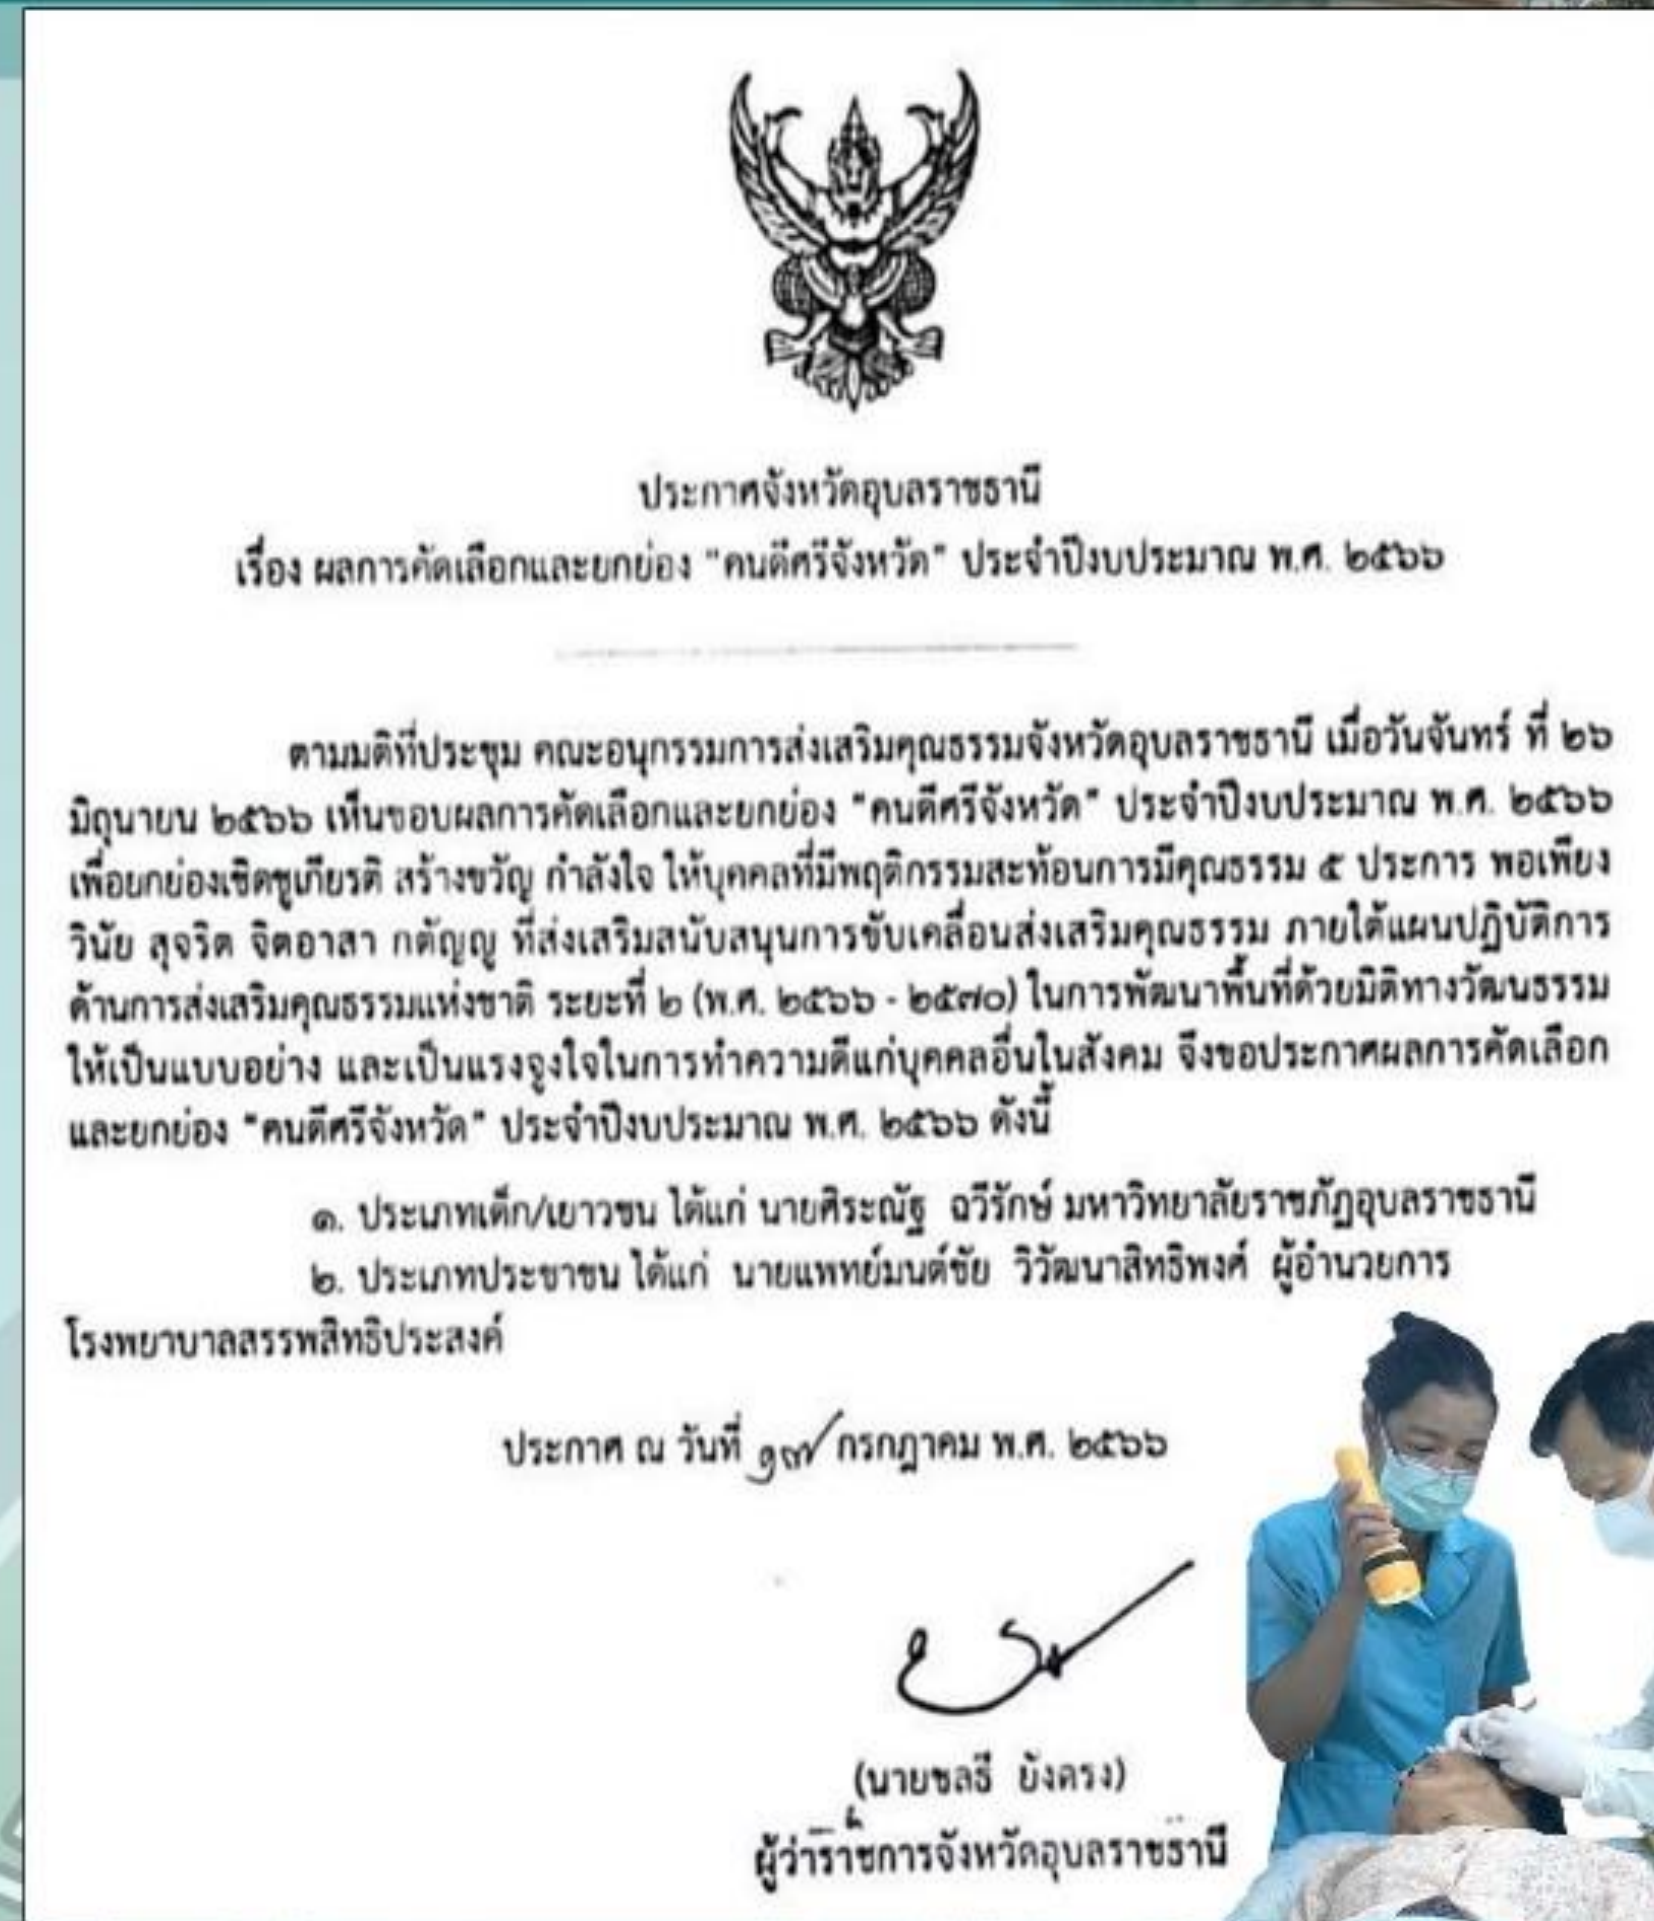 ประกาศจังหวัดอุบลราชธานี
เรื่อง ผลการคัดเลือกและยกย่อง "คนดีศรีจังหวัด" ประจำปีงบประมาณ พ.ศ. ๒๕๖๖
ตามมติที่ประชุม คณะอนุกรรมการส่งเสริมคุณธรรมจังหวัดอุบลราชธานี เมื่อวันจันทร์ ที่ ๒๖
มิถุนายน ๒๕๖๖ เห็นชอบผลการคัดเลือกและยกย่อง "คนดีศรีจังหวัด" ประจำปีงบประมาณ พ.ศ. ๒๕๖๖
เพื่อยกย่องเชิดชูเกียรติ สร้างขวัญ กำลังใจ ให้บุคคลที่มีพฤติกรรมสะท้อนการมีคุณธรรม ๕ ประการ พอเพียง
วินัย สุจริต จิตอาสา กตัญญู ที่ส่งเสริมสนับสนุนการขับเคลื่อนส่งเสริมคุณธรรม ภายใต้แผนปฏิบัติการ
ด้านการส่งเสริมคุณธรรมแห่งชาติ ระยะที่ ๒ (พ.ศ. ๒๕๖๖ - ๒๕๗๐) ในการพัฒนาพื้นที่ด้วยมิติทางวัฒนธรรม
ให้เป็นแบบอย่าง และเป็นแรงจูงใจในการทำความดีแก่บุคคลอื่นในสังคม จึงขอประกาศผลการคัดเลือก
และยกย่อง "คนดีศรีจังหวัด" ประจำปีงบประมาณ พ.ศ. ๒๕๖๖ ดังนี้
๑. ประเภทเด็ก/เยาวชน ได้แก่ นายศิระณัฐ ฉวีรักษ์ มหาวิทยาลัยราชภัฏอุบลราชธานี
๒. ประเภทประชาชน ได้แก่ นายแพทย์มนต์ชัย วิวัฒนาสิทธิพงศ์ ผู้อำนวยการ
โรงพยาบาลสรรพสิทธิประสงค์
ประกาศ ณ วันที่ ๑๗ กรกฎาคม พ.ศ. ๒๕๖๖
(นายชลธี ยังตรง)
ผู้ว่าราชการจังหวัดอุบลราชธานี